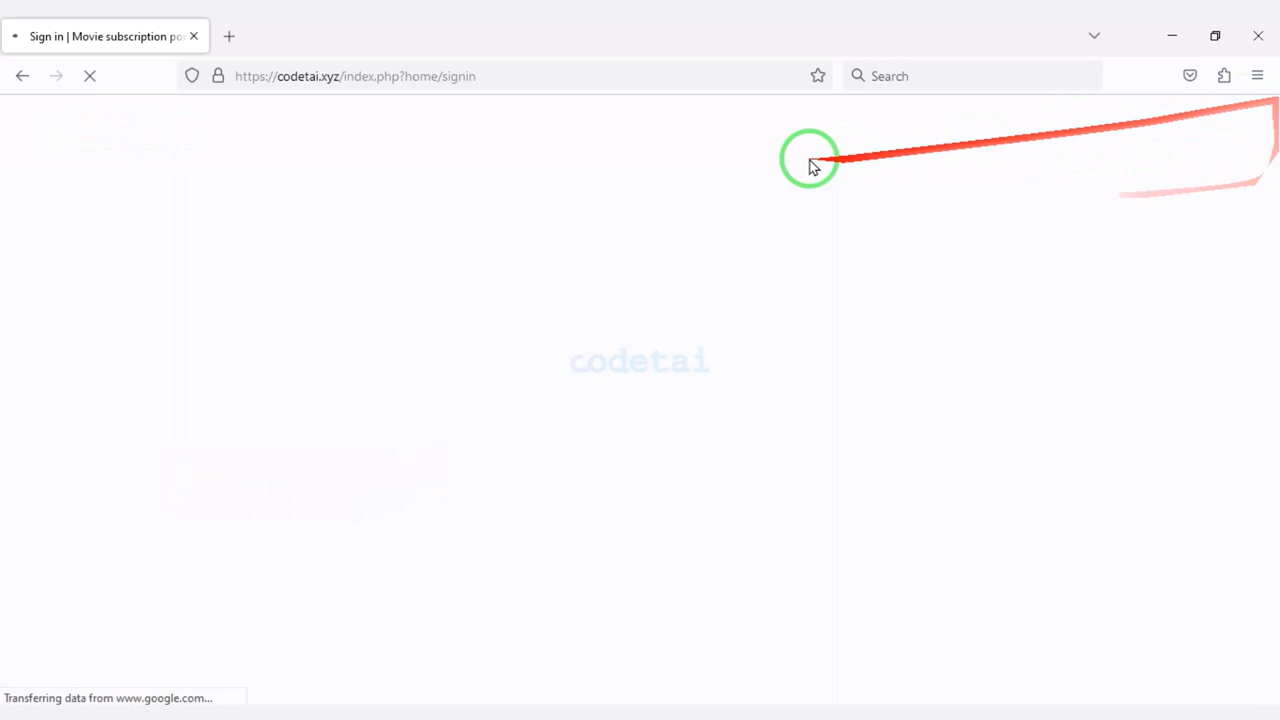 Sign in | Movie subscription po
https://codetai.xyz/index.php?home/signin
Search
codetai
Transferring data from www.google.com...